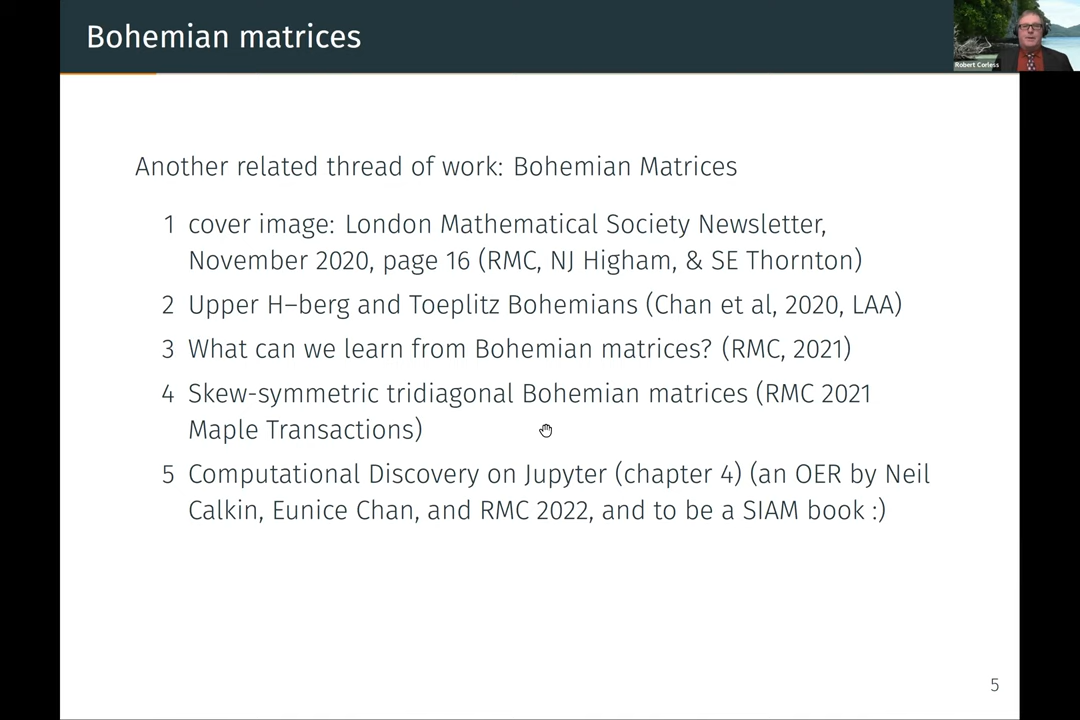 Bohemian matrices
Robert Corless
Another related thread of work: Bohemian Matrices
1 cover image: London Mathematical Society Newsletter,
November 2020, page 16 (RMC, NJ Higham, & SE Thornton)
2 Upper H–berg and Toeplitz Bohemians (Chan et al, 2020, LAA)
3 What can we learn from Bohemian matrices? (RMC, 2021)
4 Skew-symmetric tridiagonal Bohemian matrices (RMC 2021
Maple Transactions)
5 Computational Discovery on Jupyter (chapter 4) (an OER by Neil
Calkin, Eunice Chan, and RMC 2022, and to be a SIAM book :)
5